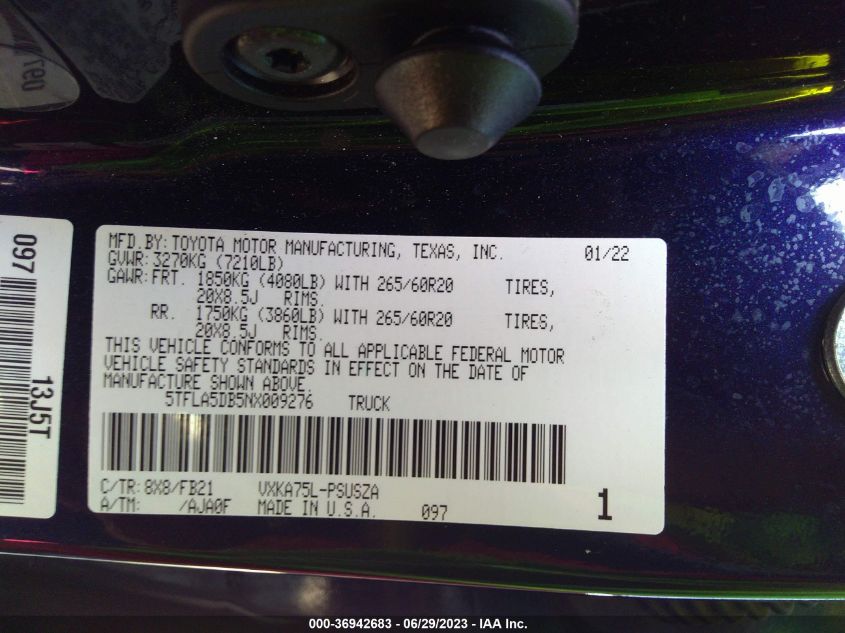 097
13J5T
MFD.BY:TOYOTA MOTOR MANUFACTURING, TEXAS, INC. 01/22
GVWR:3270KG (7210LB)
GAWR:FRT. 1850KG (4080LB) WITH 265/60R20 TIRES,
20X8.5J RIMS.
RR. 1750KG (3860LB) WITH 265/60R20 TIRES,
20X8.5J RIMS.
THIS VEHICLE CONFORMS TO ALL APPLICABLE FEDERAL MOTOR
VEHICLE SAFETY STANDARDS IN EFFECT ON THE DATE OF
MANUFACTURE SHOWN ABOVE.
5TFLA5DB5NX009276 TRUCK
C/TR:8X8/FB21 VXKA75L-PSUSZA
A/TM: /AJA0F MADE IN U.S.A. 097 1
000-36942683 - 06/29/2023 - IAA Inc.